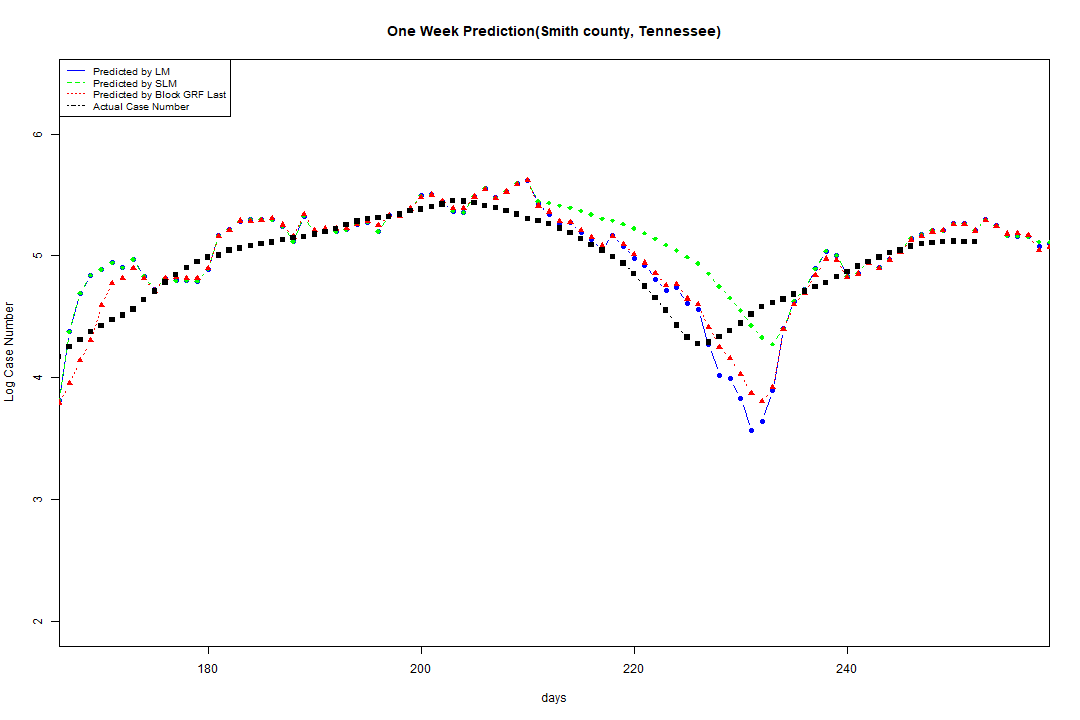 One Week Prediction(Smith county, Tennessee)
Predicted by LM
Predicted by SLM
Predicted by Block GRF Last
Actual Case Number
6
5
4
3
2
Log Case Number
180 200 220 240
days